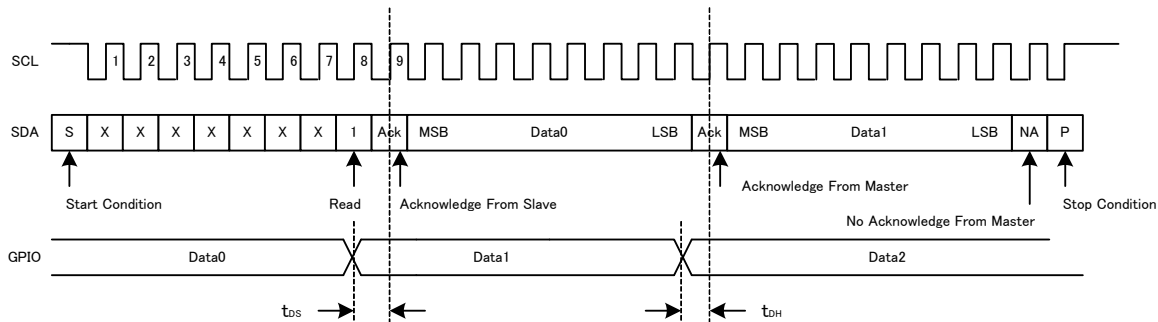 SCL 1 2 3 4 5 6 7 8 9
SDA S X X X X X X X 1 Ack MSB Data0 LSB Ack MSB Data1 LSB NA P
Start Condition
Read
Acknowledge From Slave
Acknowledge From Master
No Acknowledge From Master
Stop Condition
GPIO Data0 Data1 Data2
tDS
tDH